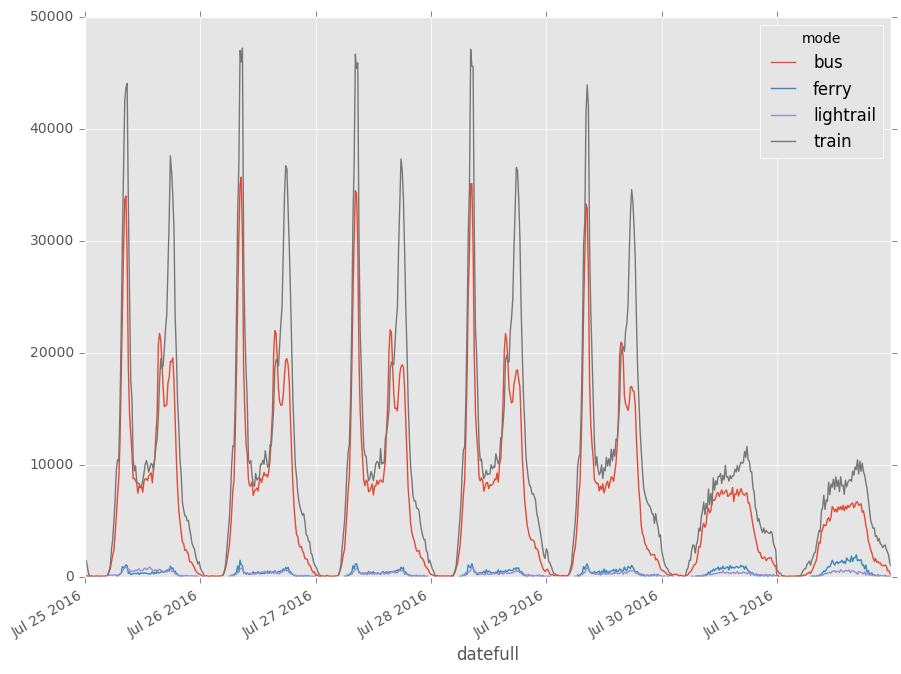 50000
40000
30000
20000
10000
0
mode
bus
ferry
lightrail
train
Jul 25 2016
Jul 26 2016
Jul 27 2016
Jul 28 2016
Jul 29 2016
Jul 30 2016
Jul 31 2016
datefull